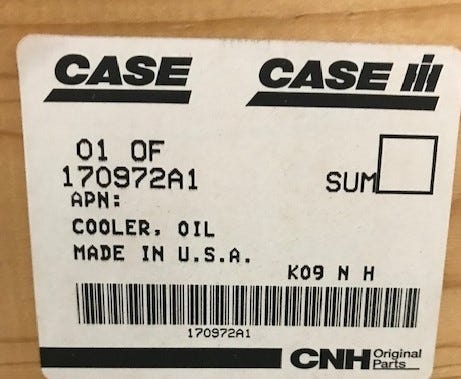 CASE CASE IH
01 OF
170972A1
SUM
APN:
COOLER, OIL
MADE IN U.S.A.
K09 N H
170972A1
CNH Original Parts